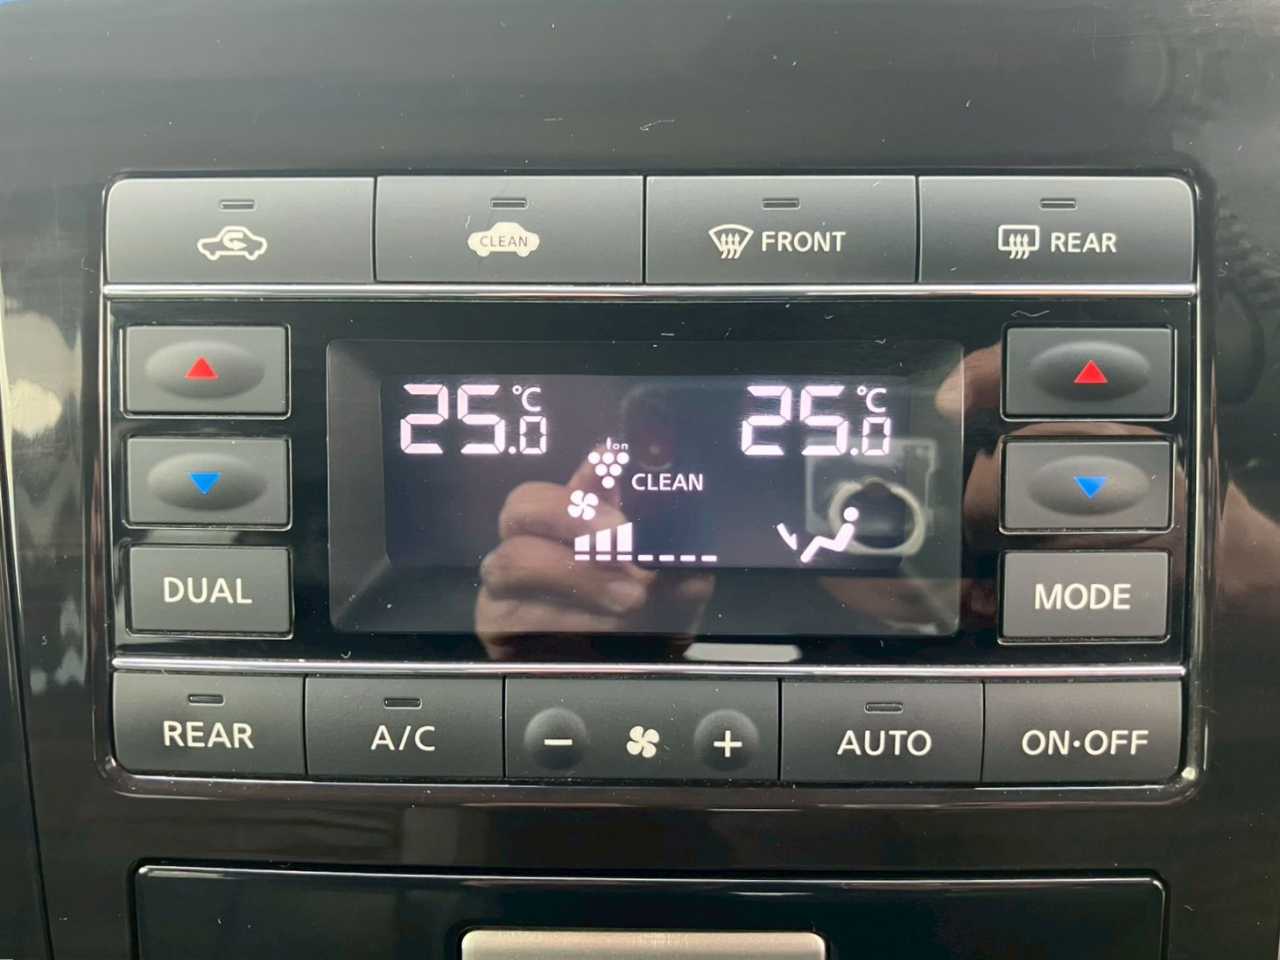 CLEAN
FRONT
REAR
25.0 °C
25.0 °C
Ion
CLEAN
DUAL
MODE
REAR
A/C
- +
AUTO
ON·OFF